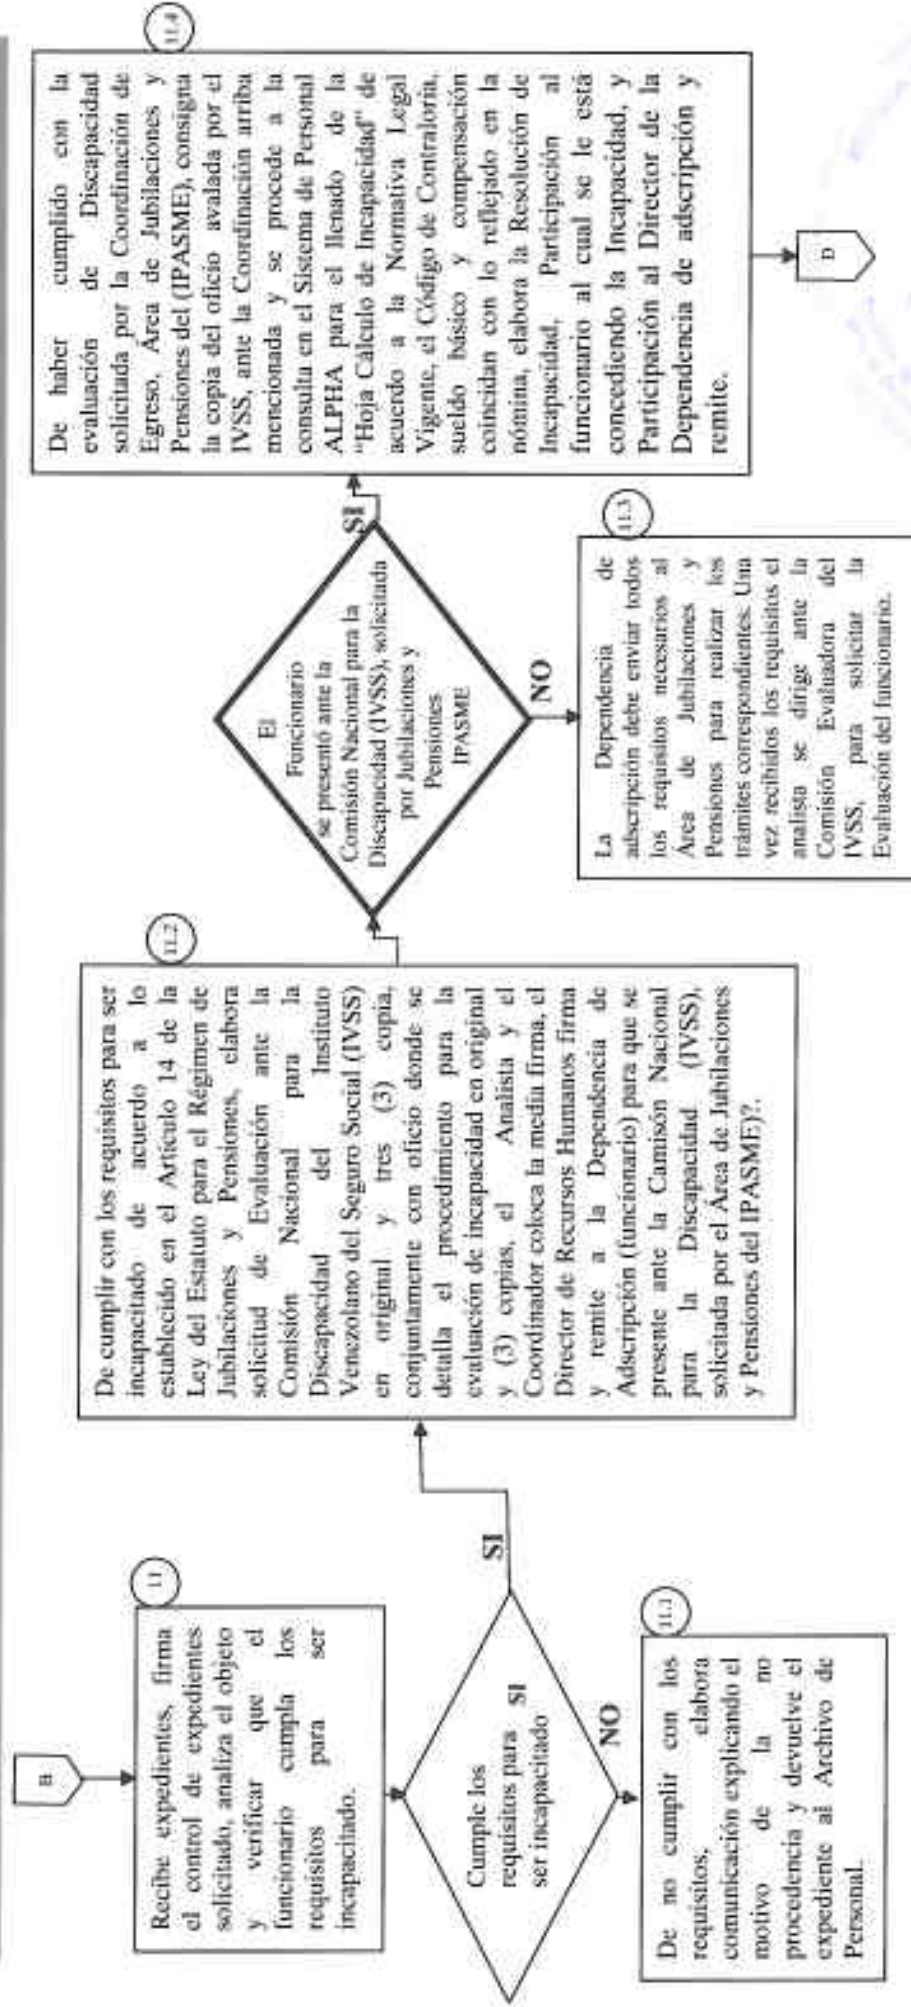 B
11
Recibe expedientes, firma
el control de expedientes
solicitado, analiza el objeto
y verificar que el
funcionario cumpla los
requisitos para ser
incapacitado.
Cumple los
requisitos para SI
ser incapacitado
SI
NO
11.1
De no cumplir con los
requisitos, elabora
comunicación explicando el
motivo de la no
procedencia y devuelve el
expediente al Archivo de
Personal.
11.2
De cumplir con los requisitos para ser
incapacitado de acuerdo a lo
establecido en el Artículo 14 de la
Ley del Estatuto para el Régimen de
Jubilaciones y Pensiones, elabora
solicitud de Evaluación ante la
Comisión Nacional para la
Discapacidad del Instituto
Venezolano del Seguro Social (IVSS)
en original y tres (3) copia,
conjuntamente con oficio donde se
detalla el procedimiento para la
evaluación de incapacidad en original
y (3) copias, el Analista y el
Coordinador coloca la media firma, el
Director de Recursos Humanos firma
y remite a la Dependencia de
Adscripción (funcionario) para que se
presente ante la Camisón Nacional
para la Discapacidad (IVSS),
solicitada por el Área de Jubilaciones
y Pensiones del IPASME)?.
El
Funcionario
se presentó ante la
Comisión Nacional para la
Discapacidad (IVSS), solicitada
por Jubilaciones y
Pensiones
IPASME
SI
NO
11.3
La Dependencia de
adscripción debe enviar todos
los requisitos necesarios al
Área de Jubilaciones y
Pensiones para realizar los
trámites correspondientes. Una
vez recibidos los requisitos el
analista se dirige ante la
Comisión Evaluadora del
IVSS, para solicitar la
Evaluación del funcionario.
11.4
De haber cumplido con la
evaluación de Discapacidad
solicitada por la Coordinación de
Egreso, Área de Jubilaciones y
Pensiones del (IPASME), consigna
la copia del oficio avalada por el
IVSS, ante la Coordinación arriba
mencionada y se procede a la
consulta en el Sistema de Personal
ALPHA para el llenado de la
“Hoja Cálculo de Incapacidad” de
acuerdo a la Normativa Legal
Vigente, el Código de Contraloría,
sueldo básico y compensación
coincidan con lo reflejado en la
nómina, elabora la Resolución de
Incapacidad, Participación al
funcionario al cual se le está
concediendo la Incapacidad, y
Participación al Director de la
Dependencia de adscripción y
remite.
D